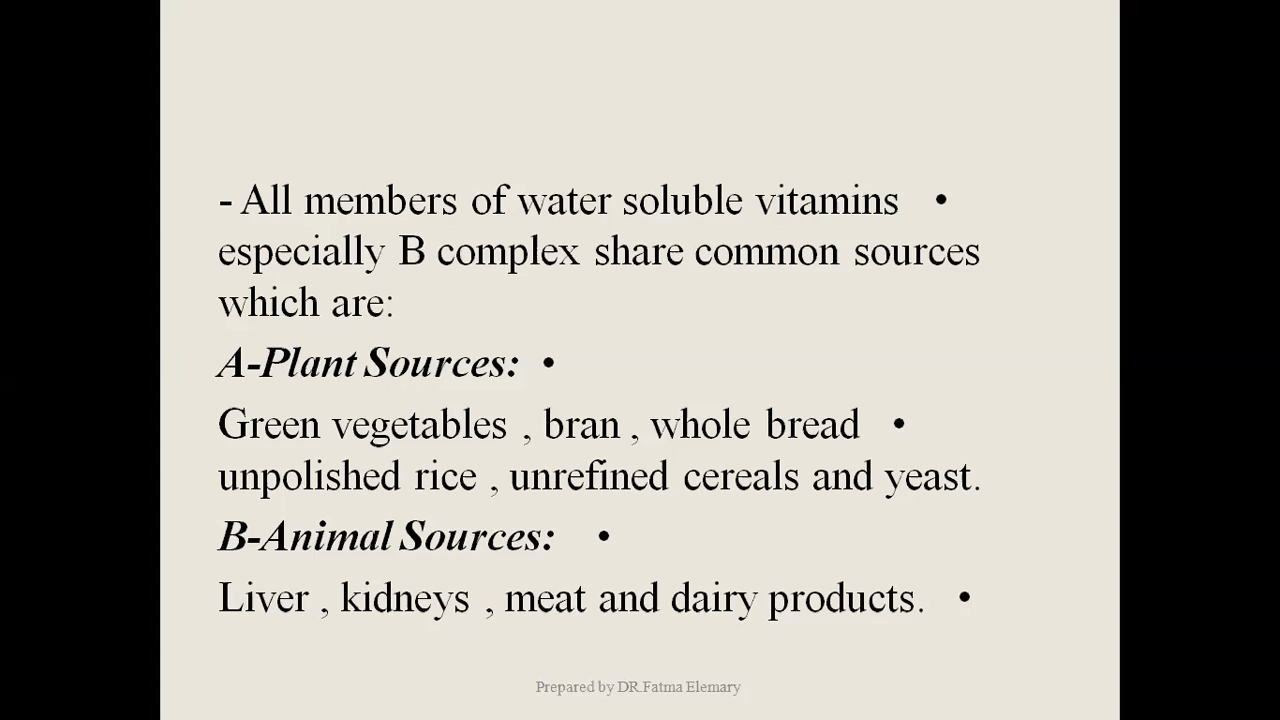 - All members of water soluble vitamins •
especially B complex share common sources
which are:
A-Plant Sources: •
Green vegetables , bran , whole bread •
unpolished rice , unrefined cereals and yeast.
B-Animal Sources: •
Liver , kidneys , meat and dairy products. •
Prepared by DR.Fatma Elemary